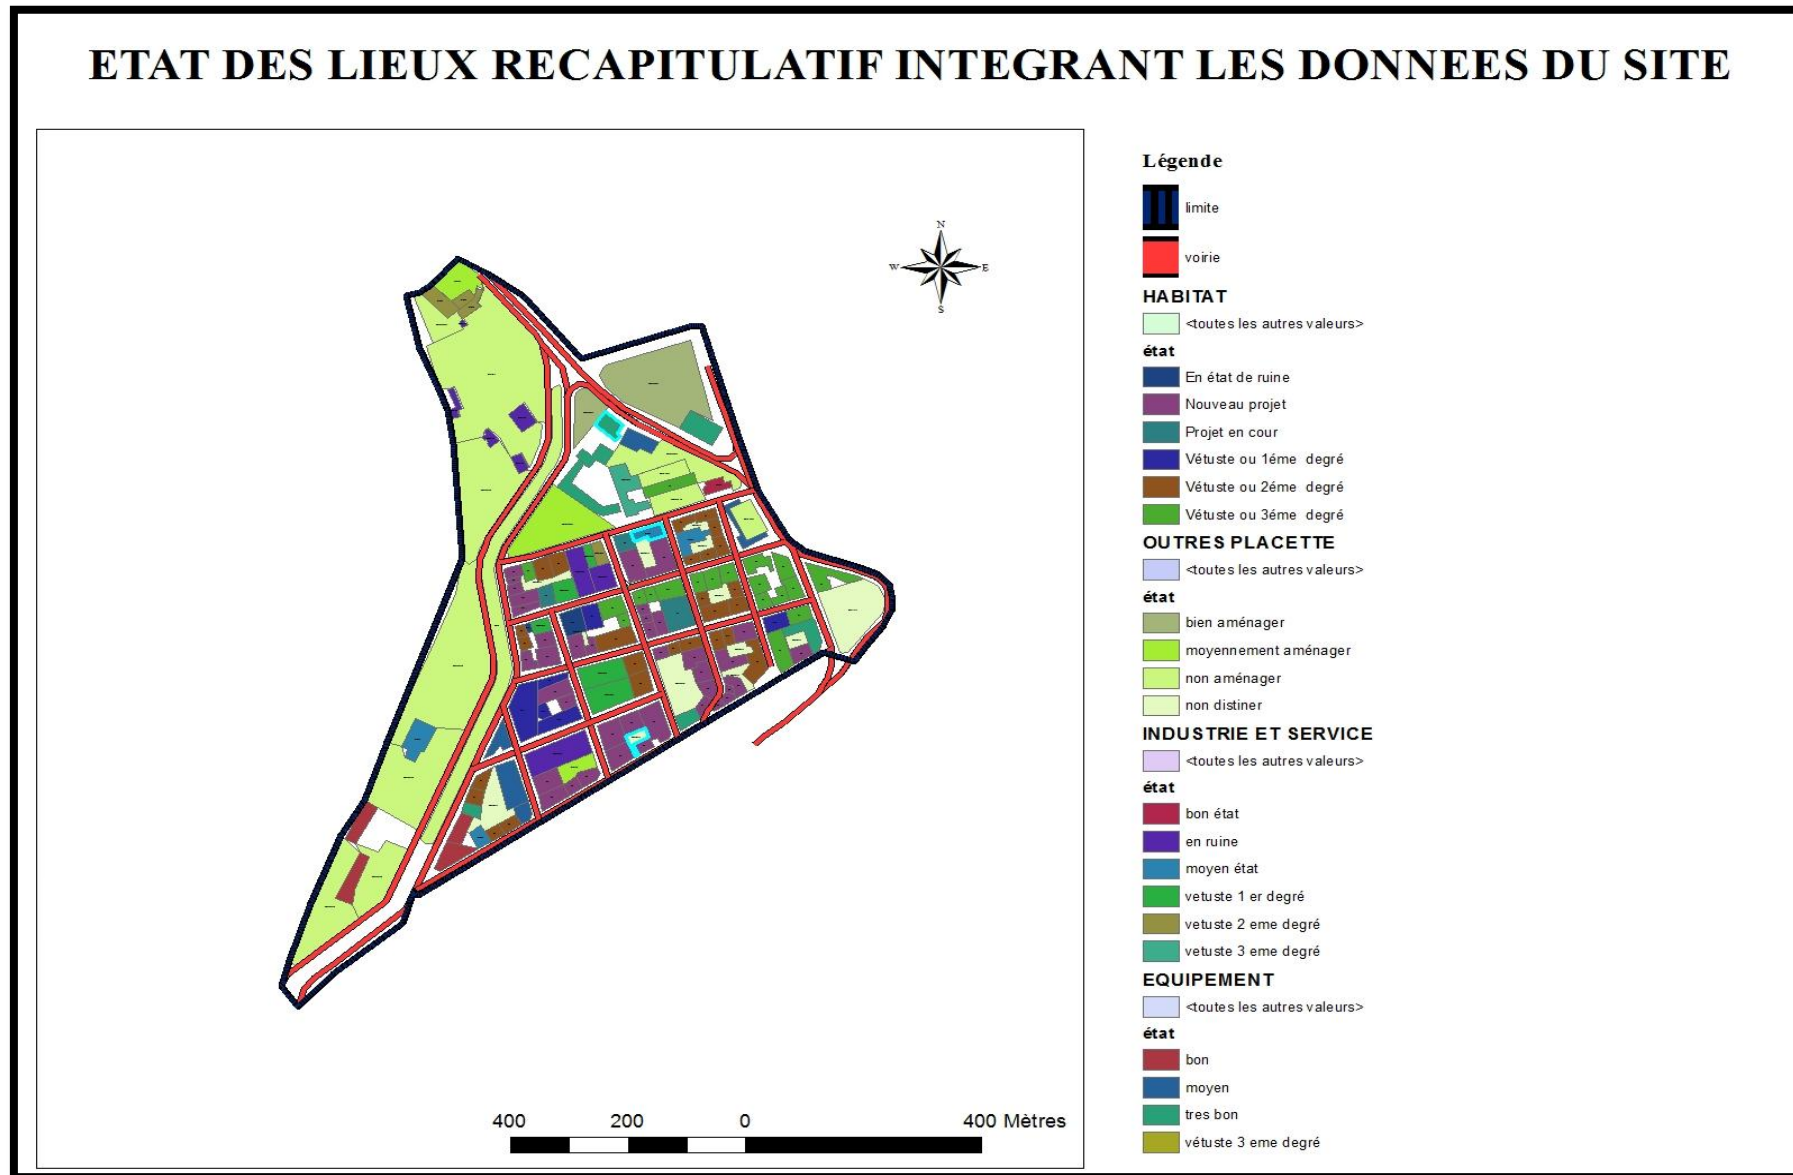 ETAT DES LIEUX RECAPITULATIF INTEGRANT LES DONNEES DU SITE
N
W E
S
400 200 0 400 Mètres
Légende
limite
voirie
HABITAT
<toutes les autres valeurs>
état
En état de ruine
Nouveau projet
Projet en cour
Vétuste ou 1éme degré
Vétuste ou 2éme degré
Vétuste ou 3éme degré
OUTRES PLACETTE
<toutes les autres valeurs>
état
bien aménager
moyennement aménager
non aménager
non distiner
INDUSTRIE ET SERVICE
<toutes les autres valeurs>
état
bon état
en ruine
moyen état
vetuste 1 er degré
vetuste 2 eme degré
vetuste 3 eme degré
EQUIPEMENT
<toutes les autres valeurs>
état
bon
moyen
tres bon
vétuste 3 eme degré